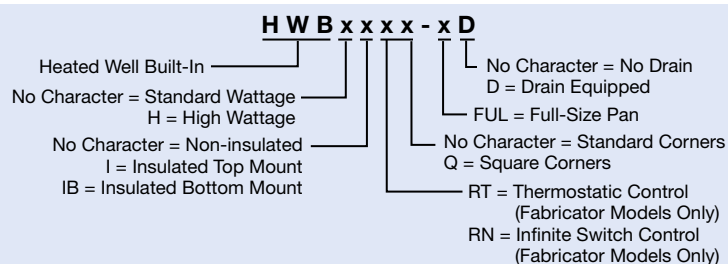 H W B x x x x - x D
Heated Well Built-In
No Character = Standard Wattage
H = High Wattage
No Character = Non-insulated
I = Insulated Top Mount
IB = Insulated Bottom Mount
No Character = No Drain
D = Drain Equipped
FUL = Full-Size Pan
No Character = Standard Corners
Q = Square Corners
RT = Thermostatic Control
(Fabricator Models Only)
RN = Infinite Switch Control
(Fabricator Models Only)